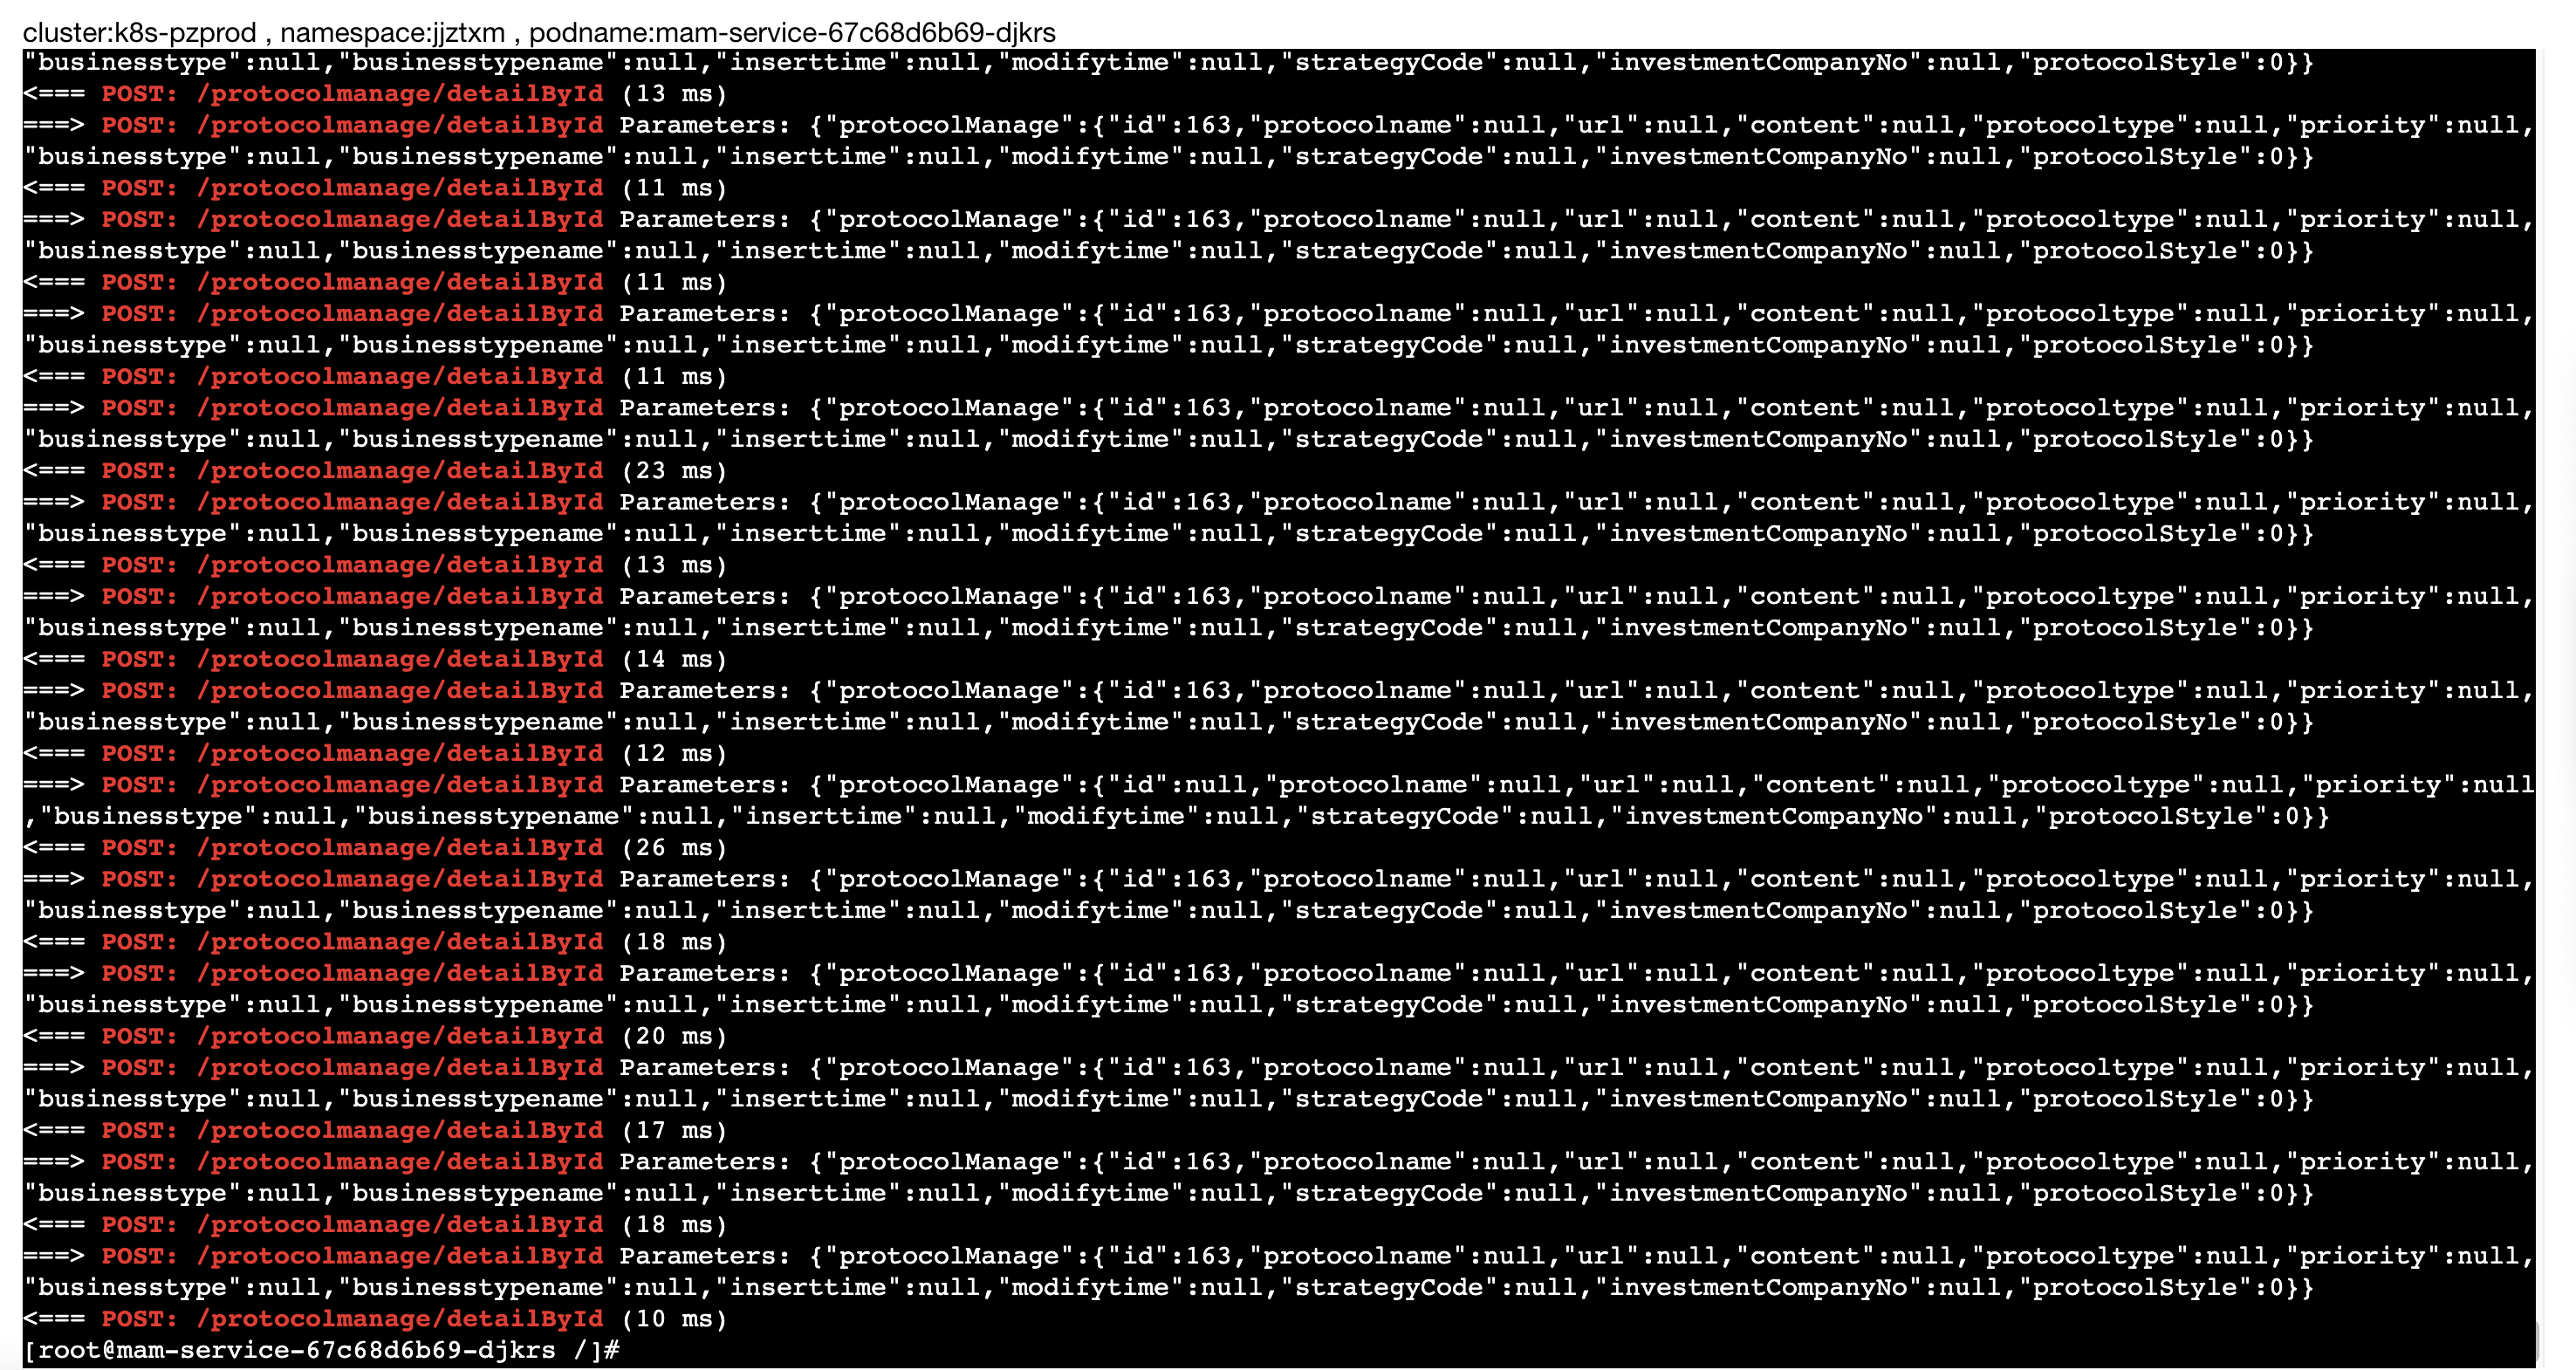 cluster:k8s-pzprod , namespace:jjztxm , podname:mam-service-67c68d6b69-djkrs
"businesstype":null,"businesstypename":null,"inserttime":null,"modifytime":null,"strategyCode":null,"investmentCompanyNo":null,"protocolStyle":0}}
<=== POST: /protocolmanage/detailById (13 ms)
===> POST: /protocolmanage/detailById Parameters: {"protocolManage":{"id":163,"protocolname":null,"url":null,"content":null,"protocoltype":null,"priority":null,
"businesstype":null,"businesstypename":null,"inserttime":null,"modifytime":null,"strategyCode":null,"investmentCompanyNo":null,"protocolStyle":0}}
<=== POST: /protocolmanage/detailById (11 ms)
===> POST: /protocolmanage/detailById Parameters: {"protocolManage":{"id":163,"protocolname":null,"url":null,"content":null,"protocoltype":null,"priority":null,
"businesstype":null,"businesstypename":null,"inserttime":null,"modifytime":null,"strategyCode":null,"investmentCompanyNo":null,"protocolStyle":0}}
<=== POST: /protocolmanage/detailById (11 ms)
===> POST: /protocolmanage/detailById Parameters: {"protocolManage":{"id":163,"protocolname":null,"url":null,"content":null,"protocoltype":null,"priority":null,
"businesstype":null,"businesstypename":null,"inserttime":null,"modifytime":null,"strategyCode":null,"investmentCompanyNo":null,"protocolStyle":0}}
<=== POST: /protocolmanage/detailById (11 ms)
===> POST: /protocolmanage/detailById Parameters: {"protocolManage":{"id":163,"protocolname":null,"url":null,"content":null,"protocoltype":null,"priority":null,
"businesstype":null,"businesstypename":null,"inserttime":null,"modifytime":null,"strategyCode":null,"investmentCompanyNo":null,"protocolStyle":0}}
<=== POST: /protocolmanage/detailById (23 ms)
===> POST: /protocolmanage/detailById Parameters: {"protocolManage":{"id":163,"protocolname":null,"url":null,"content":null,"protocoltype":null,"priority":null,
"businesstype":null,"businesstypename":null,"inserttime":null,"modifytime":null,"strategyCode":null,"investmentCompanyNo":null,"protocolStyle":0}}
<=== POST: /protocolmanage/detailById (13 ms)
===> POST: /protocolmanage/detailById Parameters: {"protocolManage":{"id":163,"protocolname":null,"url":null,"content":null,"protocoltype":null,"priority":null,
"businesstype":null,"businesstypename":null,"inserttime":null,"modifytime":null,"strategyCode":null,"investmentCompanyNo":null,"protocolStyle":0}}
<=== POST: /protocolmanage/detailById (14 ms)
===> POST: /protocolmanage/detailById Parameters: {"protocolManage":{"id":163,"protocolname":null,"url":null,"content":null,"protocoltype":null,"priority":null,
"businesstype":null,"businesstypename":null,"inserttime":null,"modifytime":null,"strategyCode":null,"investmentCompanyNo":null,"protocolStyle":0}}
<=== POST: /protocolmanage/detailById (12 ms)
===> POST: /protocolmanage/detailById Parameters: {"protocolManage":{"id":null,"protocolname":null,"url":null,"content":null,"protocoltype":null,"priority":null
,"businesstype":null,"businesstypename":null,"inserttime":null,"modifytime":null,"strategyCode":null,"investmentCompanyNo":null,"protocolStyle":0}}
<=== POST: /protocolmanage/detailById (26 ms)
===> POST: /protocolmanage/detailById Parameters: {"protocolManage":{"id":163,"protocolname":null,"url":null,"content":null,"protocoltype":null,"priority":null,
"businesstype":null,"businesstypename":null,"inserttime":null,"modifytime":null,"strategyCode":null,"investmentCompanyNo":null,"protocolStyle":0}}
<=== POST: /protocolmanage/detailById (18 ms)
===> POST: /protocolmanage/detailById Parameters: {"protocolManage":{"id":163,"protocolname":null,"url":null,"content":null,"protocoltype":null,"priority":null,
"businesstype":null,"businesstypename":null,"inserttime":null,"modifytime":null,"strategyCode":null,"investmentCompanyNo":null,"protocolStyle":0}}
<=== POST: /protocolmanage/detailById (20 ms)
===> POST: /protocolmanage/detailById Parameters: {"protocolManage":{"id":163,"protocolname":null,"url":null,"content":null,"protocoltype":null,"priority":null,
"businesstype":null,"businesstypename":null,"inserttime":null,"modifytime":null,"strategyCode":null,"investmentCompanyNo":null,"protocolStyle":0}}
<=== POST: /protocolmanage/detailById (17 ms)
===> POST: /protocolmanage/detailById Parameters: {"protocolManage":{"id":163,"protocolname":null,"url":null,"content":null,"protocoltype":null,"priority":null,
"businesstype":null,"businesstypename":null,"inserttime":null,"modifytime":null,"strategyCode":null,"investmentCompanyNo":null,"protocolStyle":0}}
<=== POST: /protocolmanage/detailById (18 ms)
===> POST: /protocolmanage/detailById Parameters: {"protocolManage":{"id":163,"protocolname":null,"url":null,"content":null,"protocoltype":null,"priority":null,
"businesstype":null,"businesstypename":null,"inserttime":null,"modifytime":null,"strategyCode":null,"investmentCompanyNo":null,"protocolStyle":0}}
<=== POST: /protocolmanage/detailById (10 ms)
[root@mam-service-67c68d6b69-djkrs /]#